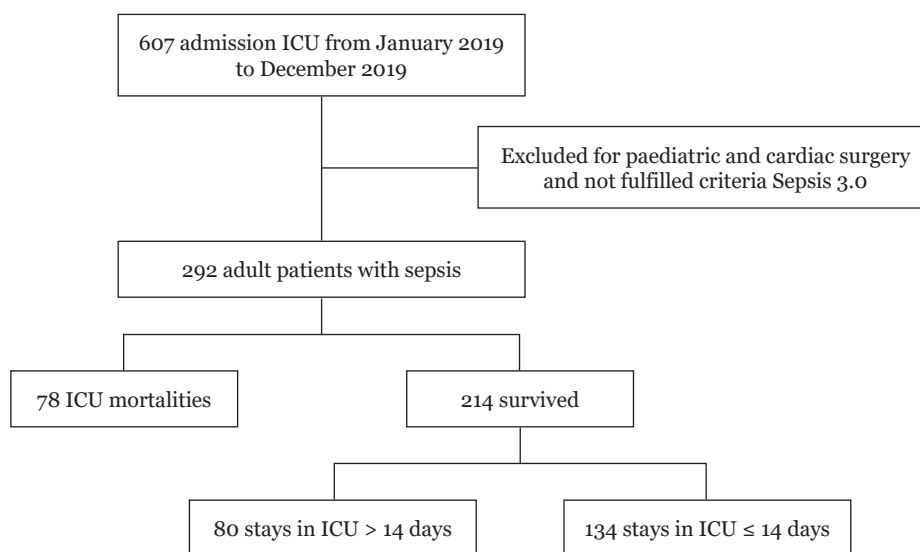 607 admission ICU from January 2019
to December 2019
Excluded for paediatric and cardiac surgery
and not fulfilled criteria Sepsis 3.0
292 adult patients with sepsis
78 ICU mortalities
214 survived
80 stays in ICU > 14 days
134 stays in ICU ≤ 14 days